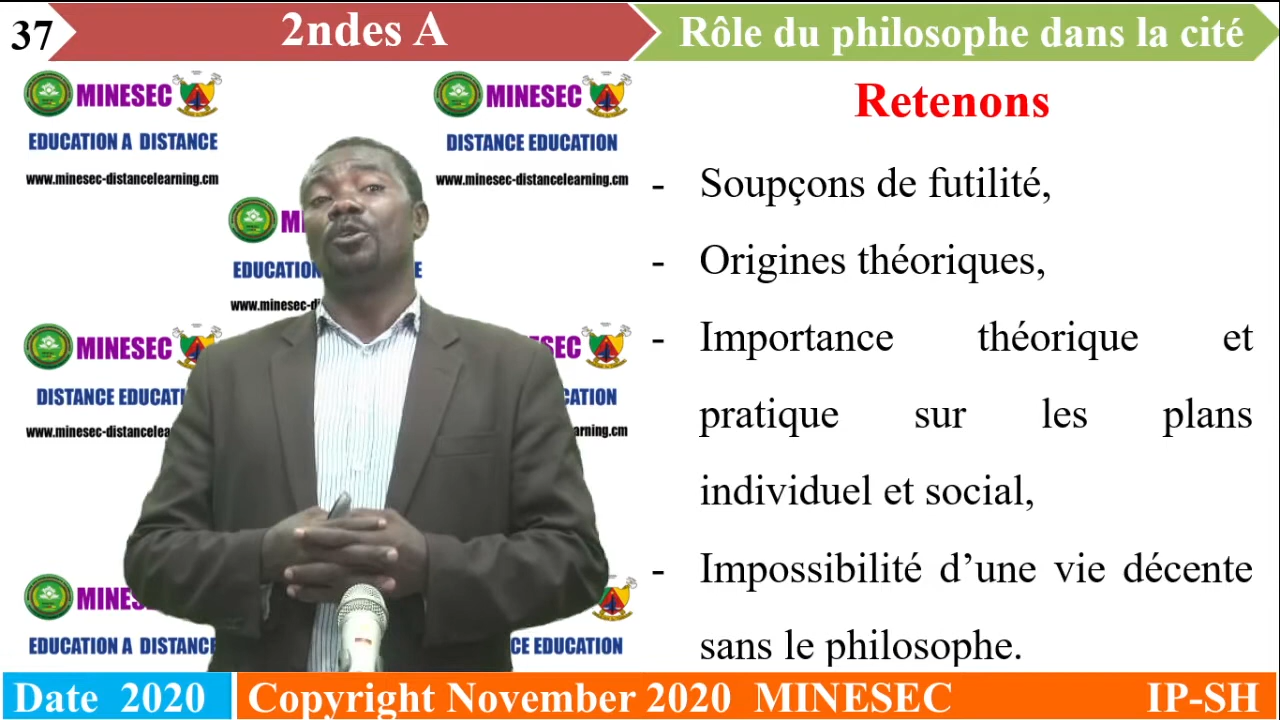 37
2ndes A
Rôle du philosophe dans la cité
MINESEC
EDUCATION A DISTANCE
www.minesec-distancelearning.cm
MINESEC
DISTANCE EDUCATION
www.minesec-distancelearning.cm
MINESEC
DISTANCE
MINESEC
EDUCATION A DISTANCE
CE EDUCATION
Retenons
- Soupçons de futilité,
- Origines théoriques,
- Importance théorique et
pratique sur les plans
individuel et social,
- Impossibilité d’une vie décente
sans le philosophe.
Date 2020
Copyright November 2020 MINESEC
IP-SH